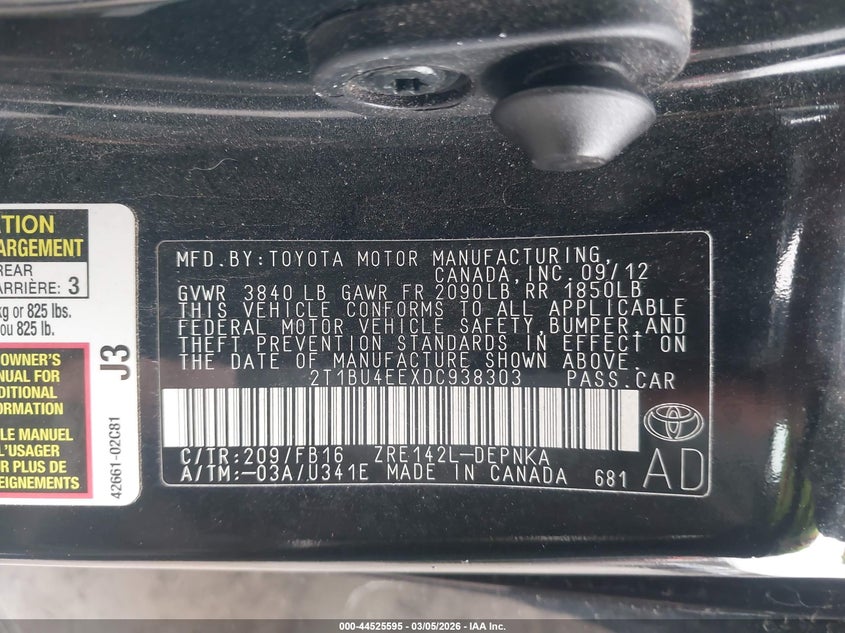 TION
ARGEMENT
REAR
ARRIÈRE: 3
kg or 825 lbs.
ou 825 lb.
OWNER'S
NUAL FOR
DITIONAL
ORMATION
LE MANUEL
L'USAGER
R PLUS DE
EIGNEMENTS
J3
42661-02C81
MFD. BY: TOYOTA MOTOR MANUFACTURING,
CANADA, INC. 09/12
GVWR 3840 LB GAWR FR 2090LB RR 1850LB
THIS VEHICLE CONFORMS TO ALL APPLICABLE
FEDERAL MOTOR VEHICLE SAFETY, BUMPER, AND
THEFT PREVENTION STANDARDS IN EFFECT ON
THE DATE OF MANUFACTURE SHOWN ABOVE.
2T1BU4EEXDC938303 PASS.CAR
C/TR: 209/FB16 ZRE142L-DEPNKA
A/TM:-03A/U341E MADE IN CANADA 681
AD
000-44525595 - 03/05/2026 - IAA Inc.